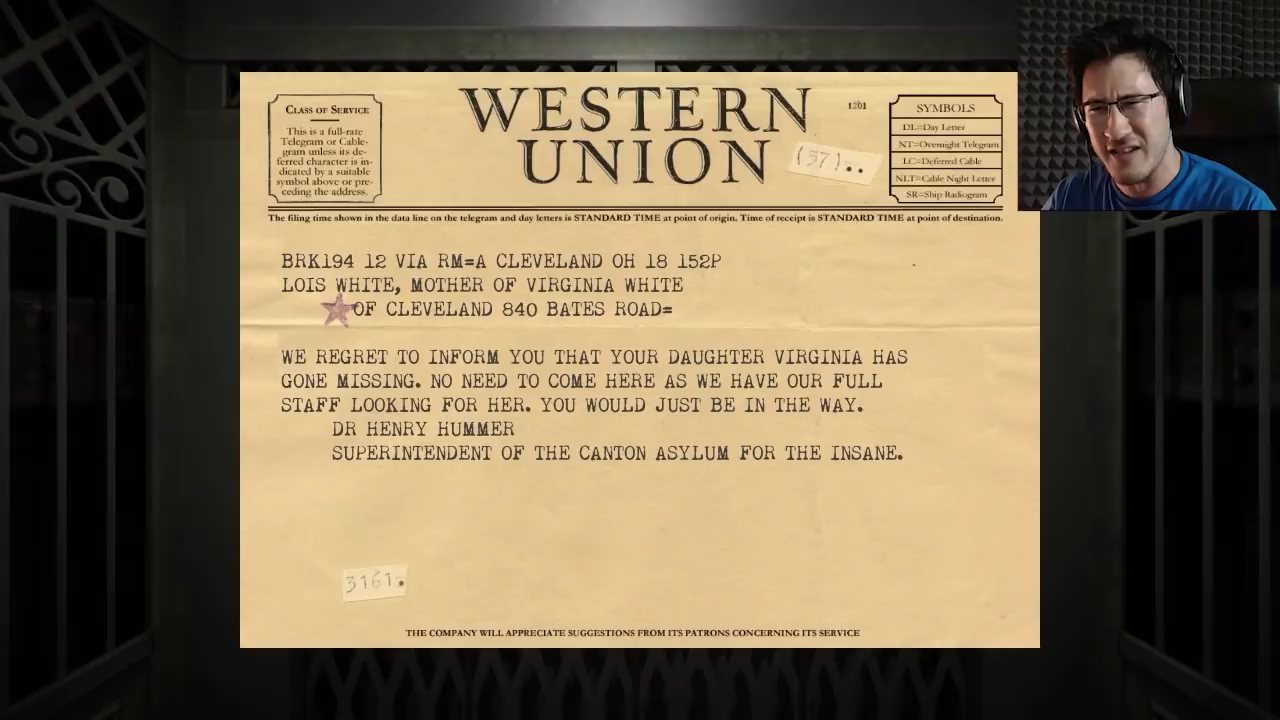 CLASS OF SERVICE
This is a full-rate
Telegram or Cable-
gram unless its de-
ferred character is in-
dicated by a suitable
symbol above or pre-
ceding the address.
WESTERN
UNION
1201
(57)..
SYMBOLS
DL=Day Letter
NT=Overnight Telegram
LC=Deferred Cable
NLT=Cable Night Letter
SR=Ship Radiogram
The filing time shown in the data line on the telegram and day letters is STANDARD TIME at point of origin. Time of receipt is STANDARD TIME at point of destination.
BRK194 12 VIA RM=A CLEVELAND OH 18 152P
LOIS WHITE, MOTHER OF VIRGINIA WHITE
OF CLEVELAND 840 BATES ROAD=
WE REGRET TO INFORM YOU THAT YOUR DAUGHTER VIRGINIA HAS
GONE MISSING. NO NEED TO COME HERE AS WE HAVE OUR FULL
STAFF LOOKING FOR HER. YOU WOULD JUST BE IN THE WAY.
DR HENRY HUMMER
SUPERINTENDENT OF THE CANTON ASYLUM FOR THE INSANE.
3161.
THE COMPANY WILL APPRECIATE SUGGESTIONS FROM ITS PATRONS CONCERNING ITS SERVICE